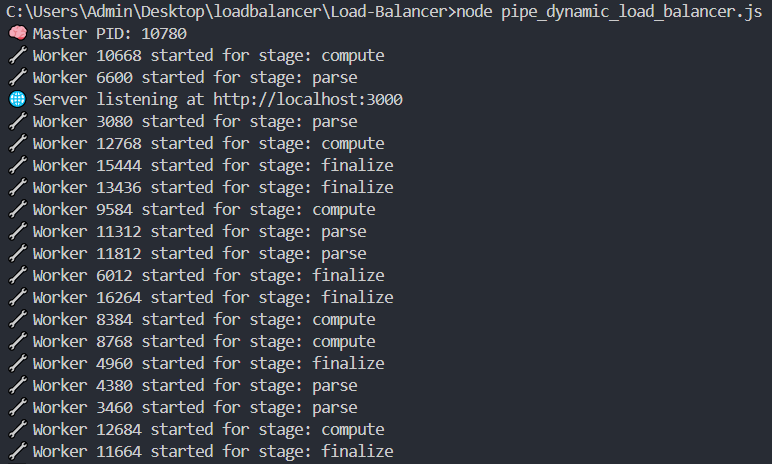 C:\Users\Admin\Desktop\loadbalancer\Load-Balancer>node pipe_dynamic_load_balancer.js
🧠 Master PID: 10780
🔧 Worker 10668 started for stage: compute
🔧 Worker 6600 started for stage: parse
🌐 Server listening at http://localhost:3000
🔧 Worker 3080 started for stage: parse
🔧 Worker 12768 started for stage: compute
🔧 Worker 15444 started for stage: finalize
🔧 Worker 13436 started for stage: finalize
🔧 Worker 9584 started for stage: compute
🔧 Worker 11312 started for stage: parse
🔧 Worker 11812 started for stage: parse
🔧 Worker 6012 started for stage: finalize
🔧 Worker 16264 started for stage: finalize
🔧 Worker 8384 started for stage: compute
🔧 Worker 8768 started for stage: compute
🔧 Worker 4960 started for stage: finalize
🔧 Worker 4380 started for stage: parse
🔧 Worker 3460 started for stage: parse
🔧 Worker 12684 started for stage: compute
🔧 Worker 11664 started for stage: finalize